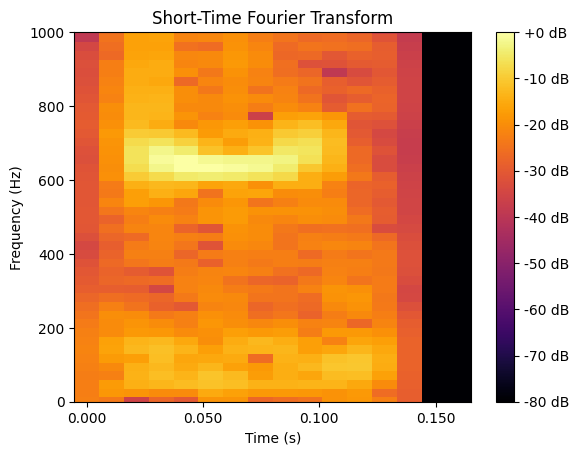 Short-Time Fourier Transform
1000
800
600
400
200
0
Frequency (Hz)
0.000
0.050
0.100
0.150
Time (s)
+0 dB
-10 dB
-20 dB
-30 dB
-40 dB
-50 dB
-60 dB
-70 dB
-80 dB